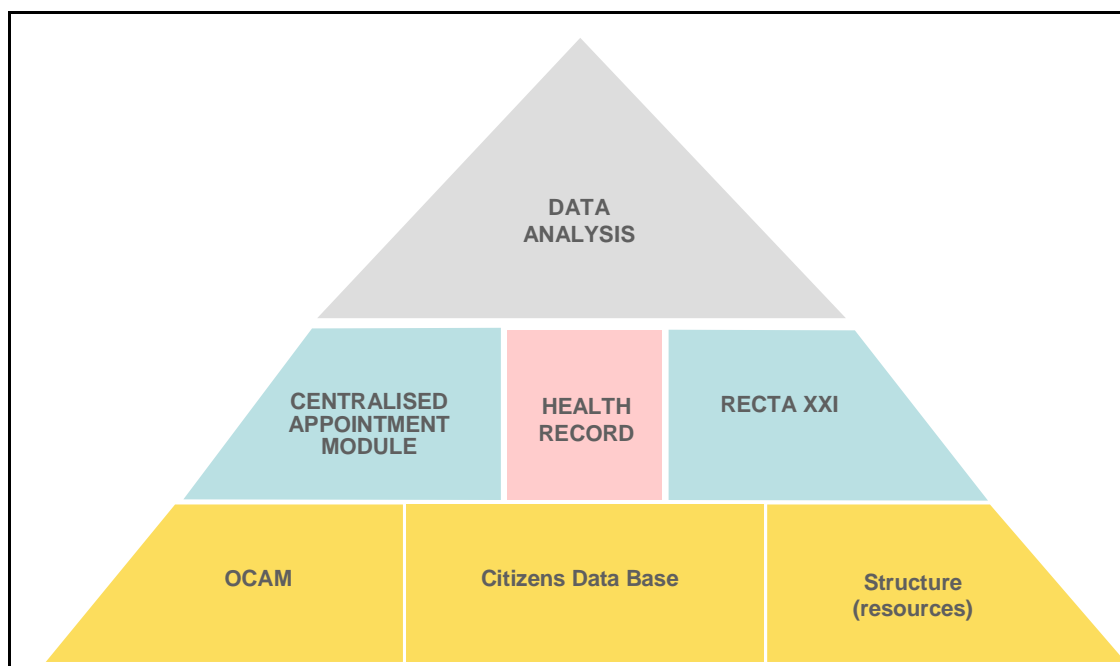 DATA
ANALYSIS
CENTRALISED
APPOINTMENT
MODULE
HEALTH
RECORD
RECTA XXI
OCAM
Citizens Data Base
Structure
(resources)